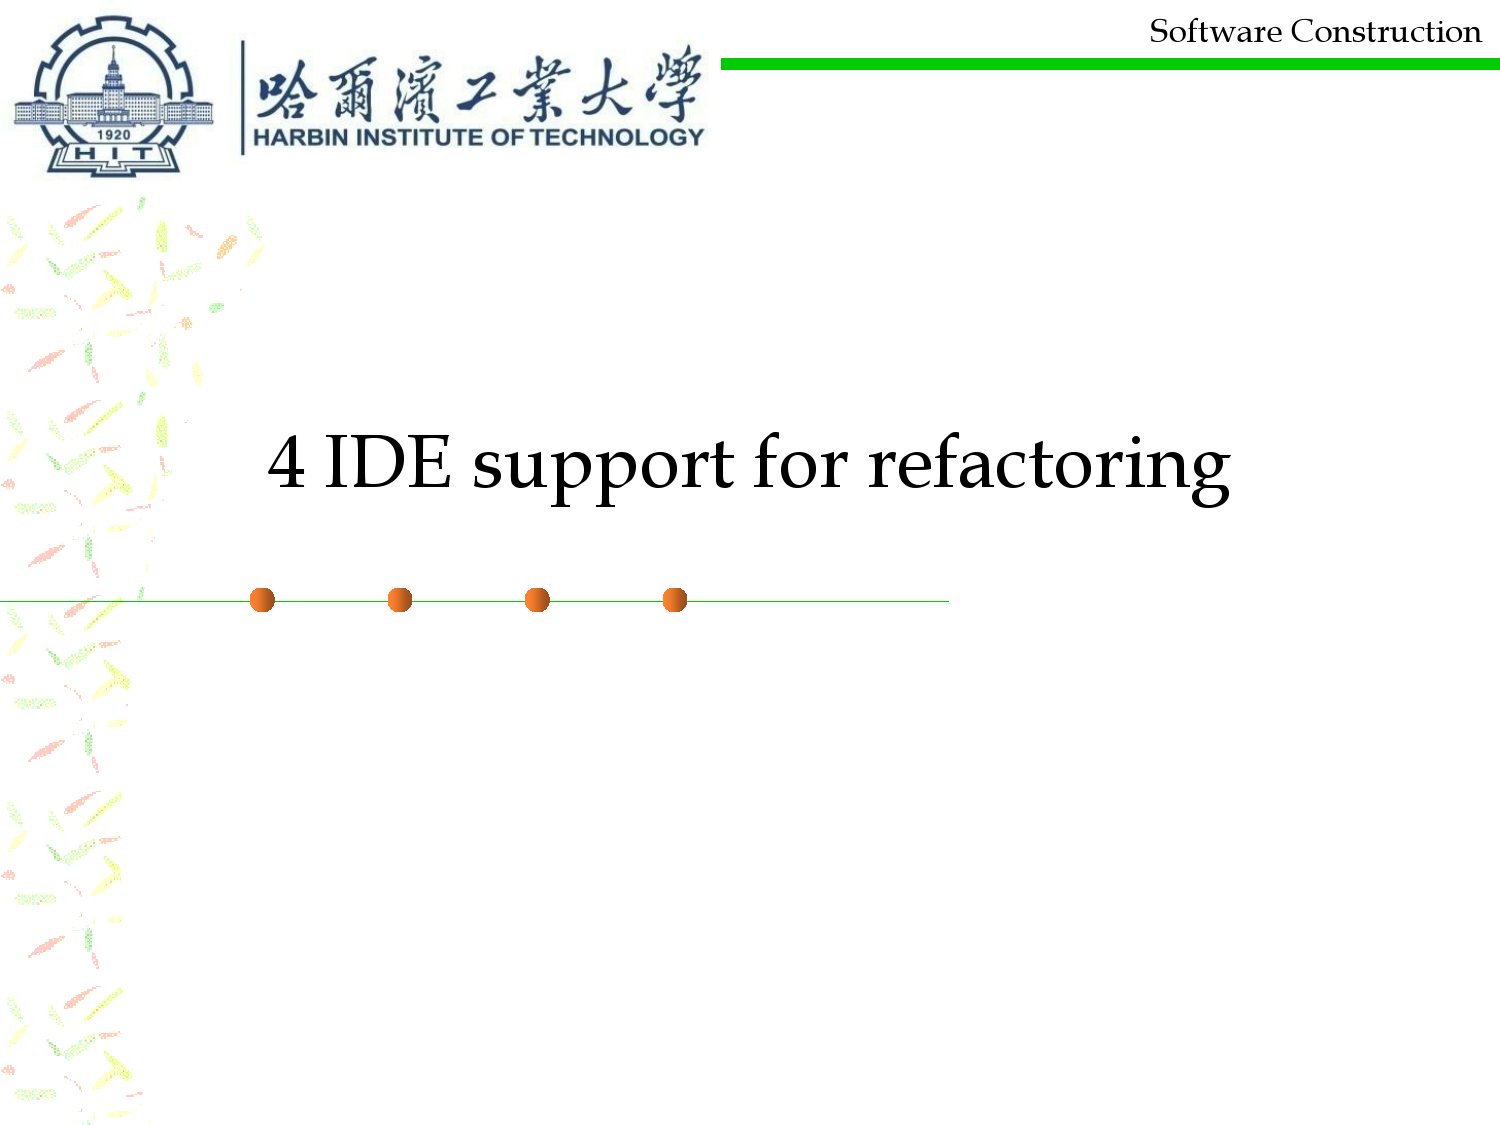 Software Construction
哈爾濱工業大學
HARBIN INSTITUTE OF TECHNOLOGY
1920
HIT
4 IDE support for refactoring